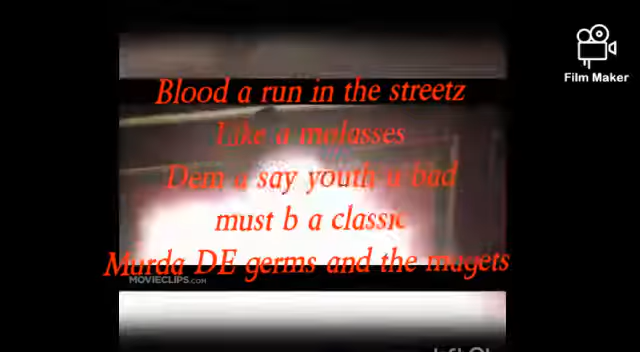 Film Maker
Blood a run in the streetz
Like a molasses
Dem a say youth u bad
must b a classic
Murda DE germs and the magets
MOVIECLIPS.COM